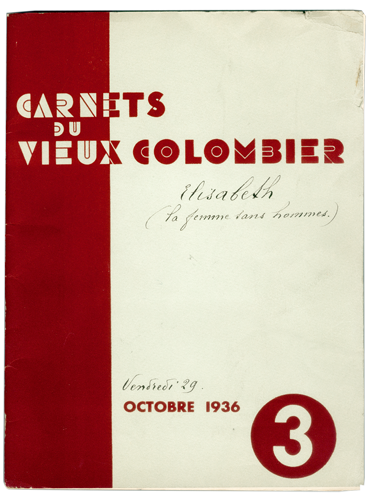 CARNETS
DU
VIEUX COLOMBIER
Elisabeth
(la femme sans hommes.)
Vendredi 29.
OCTOBRE 1936
3